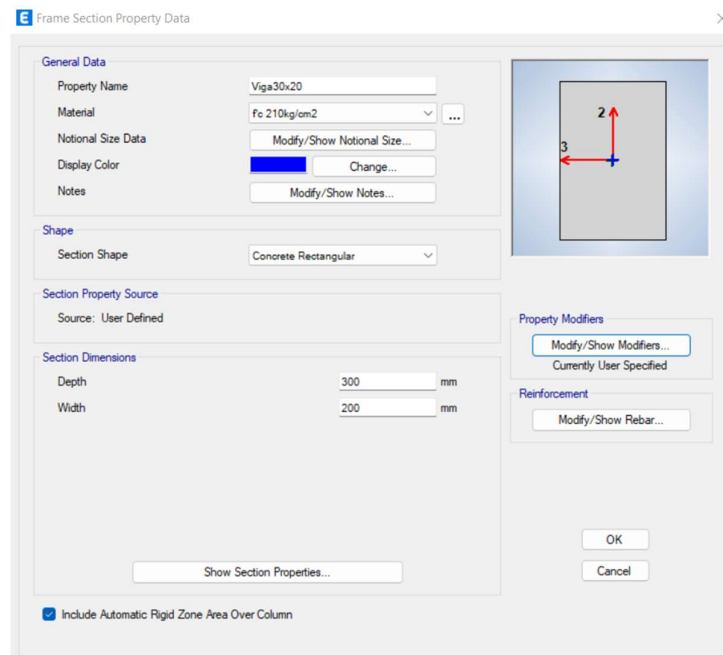 E Frame Section Property Data
General Data
Property Name Viga30x20
Material f'c 210kg/cm2 ...
Notional Size Data Modify/Show Notional Size...
Display Color Change...
Notes Modify/Show Notes...
2
3
Shape
Section Shape Concrete Rectangular
Section Property Source
Source: User Defined
Property Modifiers
Modify/Show Modifiers...
Currently User Specified
Section Dimensions
Depth 300 mm
Width 200 mm
Reinforcement
Modify/Show Rebar...
OK
Cancel
Show Section Properties...
Include Automatic Rigid Zone Area Over Column